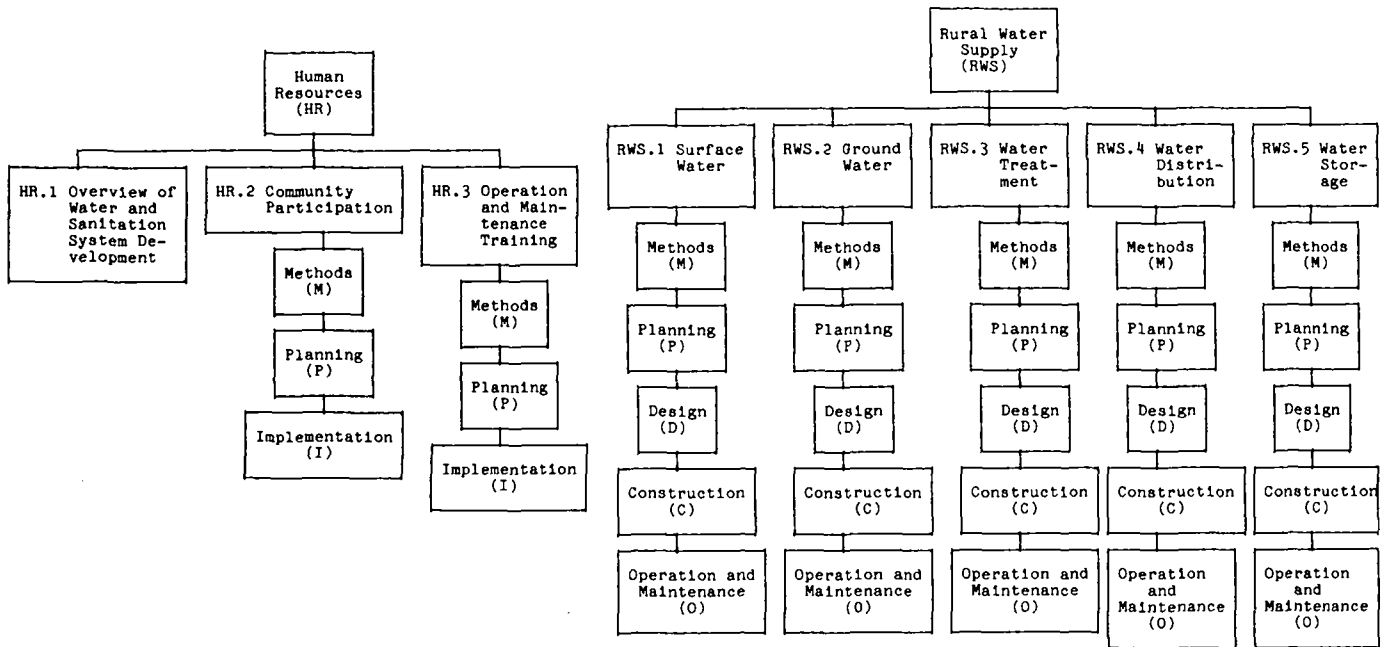 Human
Resources
(HR)
HR.1 Overview of
Water and
Sanitation
System De-
velopment
HR.2 Community
Participation
Methods
(M)
Planning
(P)
Implementation
(I)
HR.3 Operation
and Main-
tenance
Training
Methods
(M)
Planning
(P)
Implementation
(I)
Rural Water
Supply
(RWS)
RWS.1 Surface
Water
Methods
(M)
Planning
(P)
Design
(D)
Construction
(C)
Operation and
Maintenance
(O)
RWS.2 Ground
Water
Methods
(M)
Planning
(P)
Design
(D)
Construction
(C)
Operation and
Maintenance
(O)
RWS.3 Water
Treat-
ment
Methods
(M)
Planning
(P)
Design
(D)
Construction
(C)
Operation and
Maintenance
(O)
RWS.4 Water
Distri-
bution
Methods
(M)
Planning
(P)
Design
(D)
Construction
(C)
Operation
and
Maintenance
(O)
RWS.5 Water
Stor-
age
Methods
(M)
Planning
(P)
Design
(D)
Construction
(C)
Operation
and
Maintenance
(O)